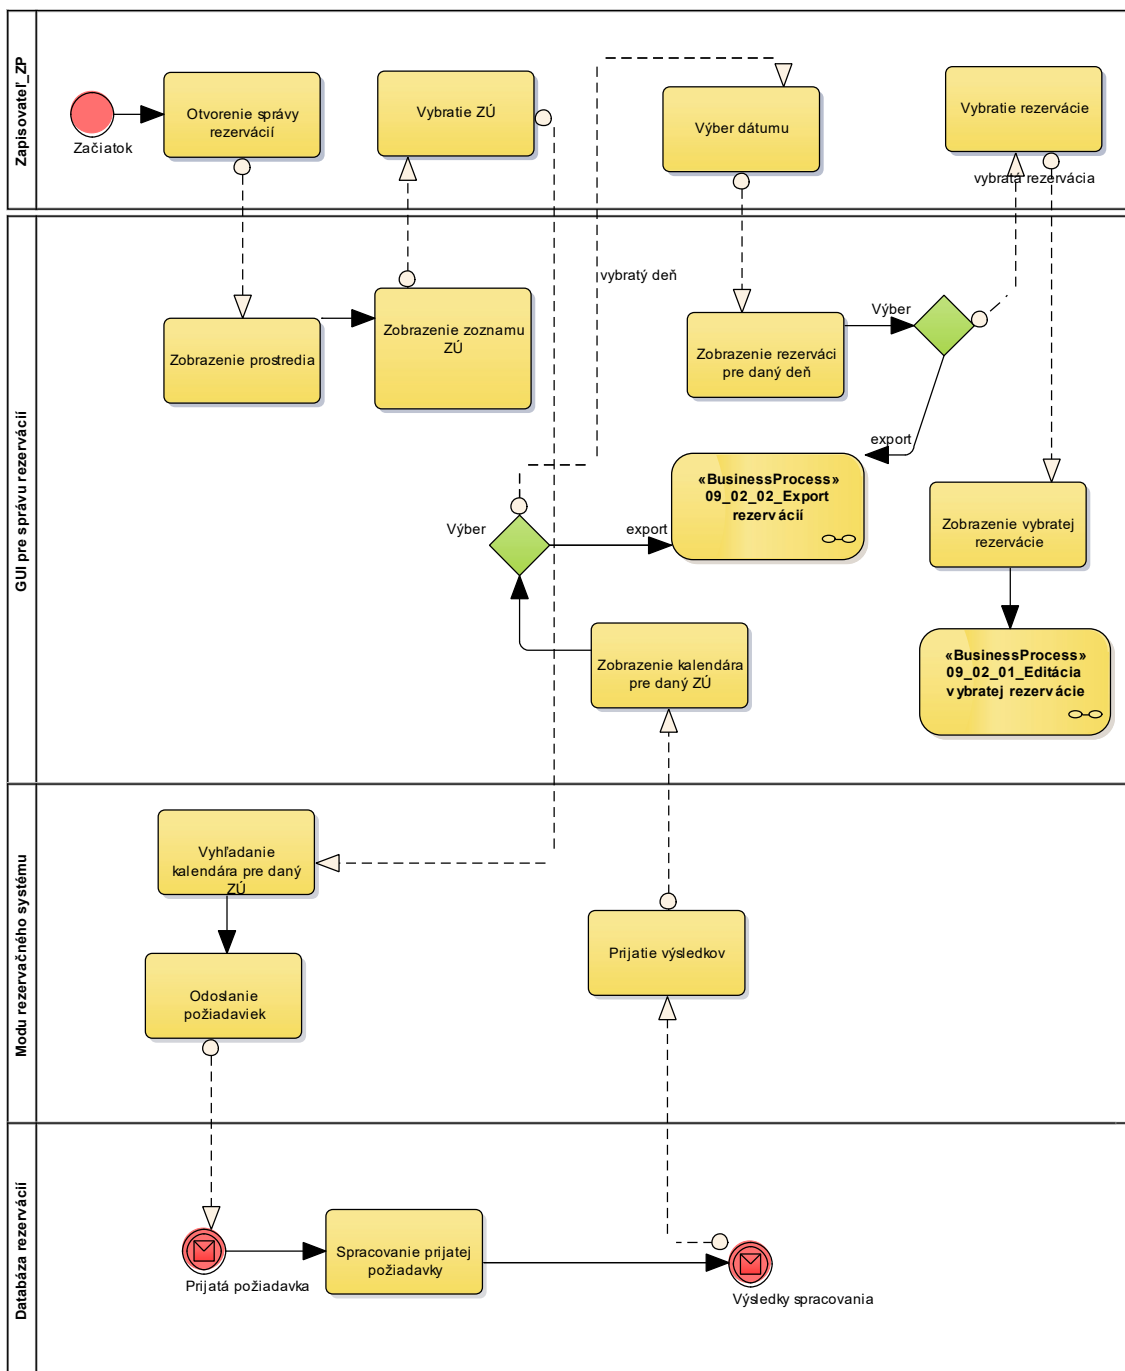 Zapisovateľ_ZP
Začiatok
Otvorenie správy
rezervácií
Vybratie ZÚ
Výber dátumu
Vybratie rezervácie
vybratá rezervácia
GUI pre správu rezervácií
vybratý deň
Zobrazenie prostredia
Zobrazenie zoznamu
ZÚ
Zobrazenie rezerváci
pre daný deň
Výber
export
«BusinessProcess»
09_02_02_Export
rezervácií
Výber
export
Zobrazenie vybratej
rezervácie
Zobrazenie kalendára
pre daný ZÚ
«BusinessProcess»
09_02_01_Editácia
vybratej rezervácie
Modu rezervačného systému
Vyhľadanie
kalendára pre daný
ZÚ
Odoslanie
požiadaviek
Prijatie výsledkov
Databáza rezervácií
Prijatá požiadavka
Spracovanie prijatej
požiadavky
Výsledky spracovania